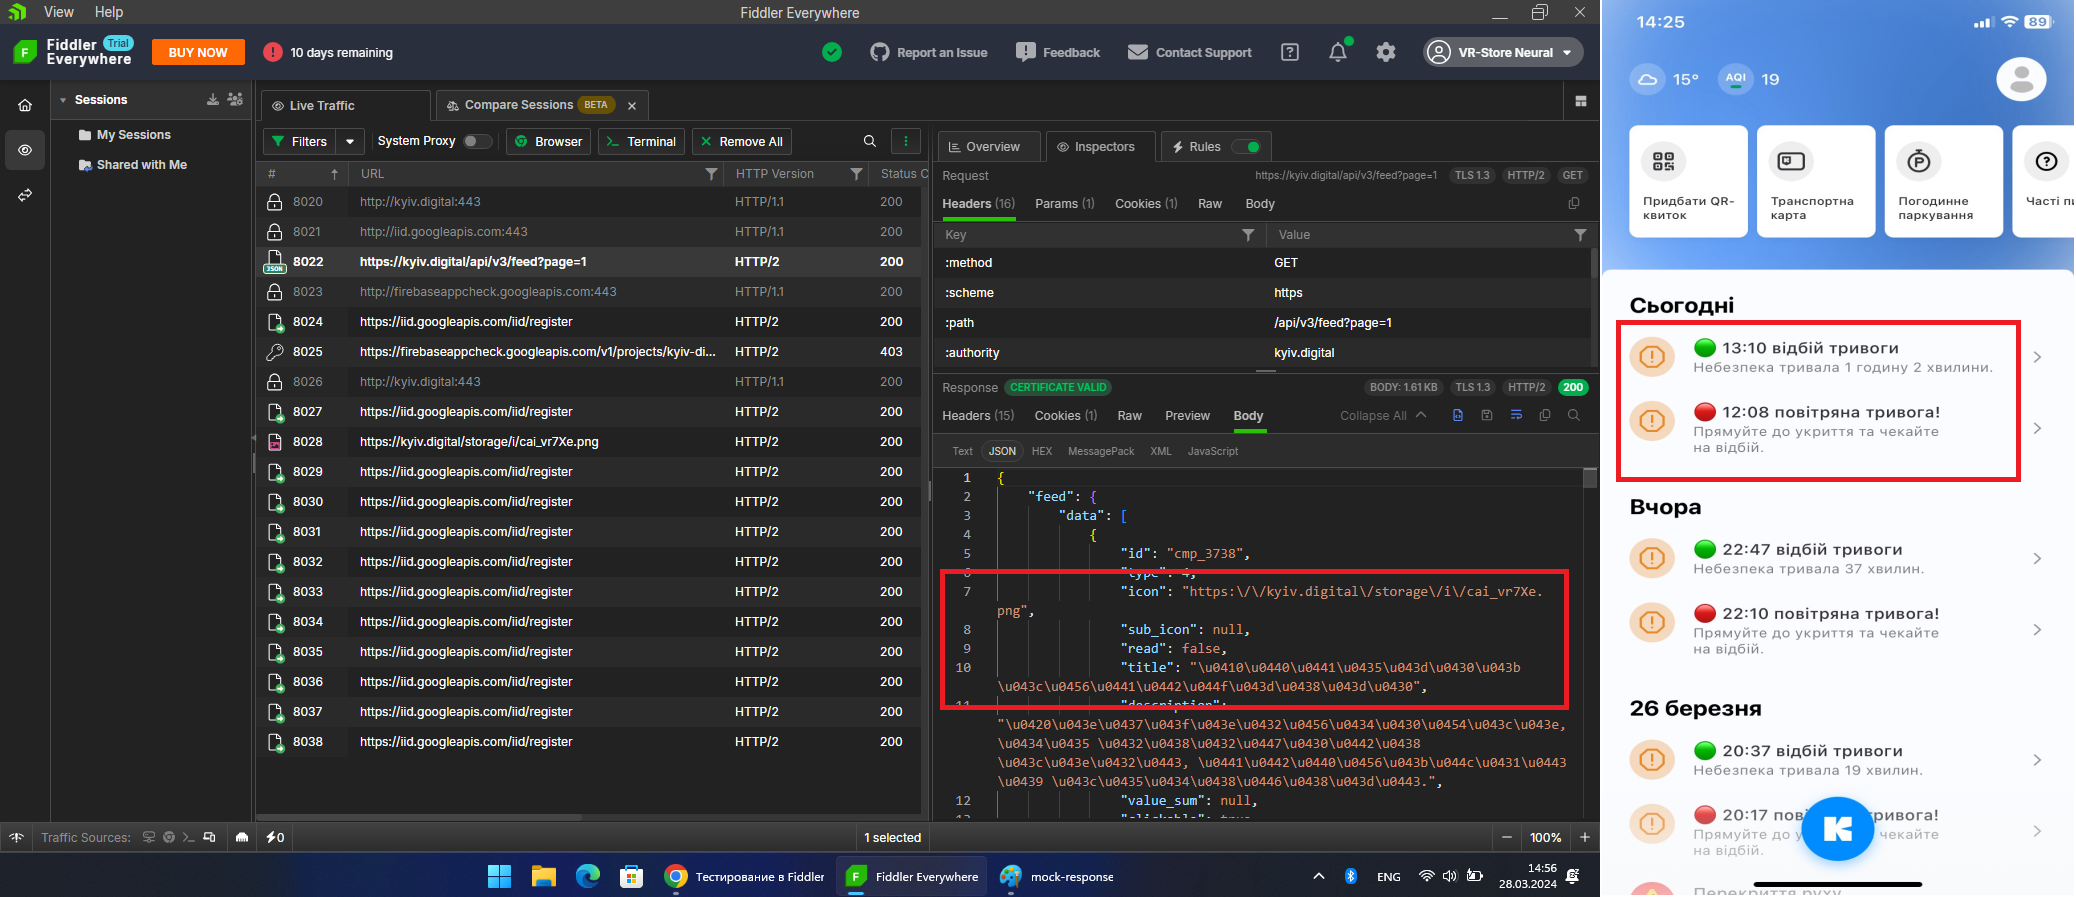 View Help
Fiddler Everywhere
Fiddler Everywhere
Trial
BUY NOW
10 days remaining
Report an Issue
Feedback
Contact Support
VR-Store Neural
Sessions
My Sessions
Shared with Me
Live Traffic
Compare Sessions BETA
Filters
System Proxy
Browser
Terminal
Remove All
# URL HTTP Version Status C
8020 http://kyiv.digital:443 HTTP/1.1 200
8021 http://iid.googleapis.com:443 HTTP/1.1 200
JSON 8022 https://kyiv.digital/api/v3/feed?page=1 HTTP/2 200
8023 http://firebaseappcheck.googleapis.com:443 HTTP/1.1 200
8024 https://iid.googleapis.com/iid/register HTTP/2 200
8025 https://firebaseappcheck.googleapis.com/v1/projects/kyiv-di... HTTP/2 403
8026 http://kyiv.digital:443 HTTP/1.1 200
8027 https://iid.googleapis.com/iid/register HTTP/2 200
8028 https://kyiv.digital/storage/i/cai_vr7Xe.png HTTP/2 200
8029 https://iid.googleapis.com/iid/register HTTP/2 200
8030 https://iid.googleapis.com/iid/register HTTP/2 200
8031 https://iid.googleapis.com/iid/register HTTP/2 200
8032 https://iid.googleapis.com/iid/register HTTP/2 200
8033 https://iid.googleapis.com/iid/register HTTP/2 200
8034 https://iid.googleapis.com/iid/register HTTP/2 200
8035 https://iid.googleapis.com/iid/register HTTP/2 200
8036 https://iid.googleapis.com/iid/register HTTP/2 200
8037 https://iid.googleapis.com/iid/register HTTP/2 200
8038 https://iid.googleapis.com/iid/register HTTP/2 200
Overview Inspectors Rules
Request https://kyiv.digital/api/v3/feed?page=1 TLS 1.3 HTTP/2 GET
Headers (16) Params (1) Cookies (1) Raw Body
Key Value
:method GET
:scheme https
:path /api/v3/feed?page=1
:authority kyiv.digital
Response CERTIFICATE VALID BODY: 1.61 KB TLS 1.3 HTTP/2 200
Headers (15) Cookies (1) Raw Preview Body Collapse All
Text JSON HEX MessagePack XML JavaScript
1 {
2 "feed": {
3 "data": [
4 {
5 "id": "cmp_3738",
6 "type": 4,
7 "icon": "https:\/\/kyiv.digital\/storage\/i\/cai_vr7Xe.
png",
8 "sub_icon": null,
9 "read": false,
10 "title": "\u0410\u0440\u0441\u0435\u043d\u0430\u043b
\u043c\u0456\u0441\u0442\u044f\u043d\u0438\u043d\u0430",
11 "description":
"\u0420\u043e\u0437\u043f\u043e\u0432\u0456\u0434\u0430\u0454\u043c\u043e,
\u0434\u0435 \u0432\u0438\u0432\u0447\u0430\u0442\u0438
\u043c\u043e\u0432\u0443, \u0441\u0442\u0440\u0456\u043b\u044c\u0431\u0443
\u0439 \u043c\u0435\u0434\u0438\u0446\u0438\u043d\u0443.",
12 "value_sum": null,
13 "clickable": true,
Traffic Sources:
0
1 selected
100%
Тестирование в Fiddler
Fiddler Everywhere
mock-response
ENG
14:56
28.03.2024
14:25
89
15°
AQI 19
Придбати QR-
квиток
Транспортна
карта
Погодинне
паркування
Часті пи
Сьогодні
13:10 відбій тривоги
Небезпека тривала 1 годину 2 хвилини.
12:08 повітряна тривога!
Прямуйте до укриття та чекайте
на відбій.
Вчора
22:47 відбій тривоги
Небезпека тривала 37 хвилин.
22:10 повітряна тривога!
Прямуйте до укриття та чекайте
на відбій.
26 березня
20:37 відбій тривоги
Небезпека тривала 19 хвилин.
20:17 пов ривога!
Прямуйте до у чекайте
на відбій.
Перекриття руху